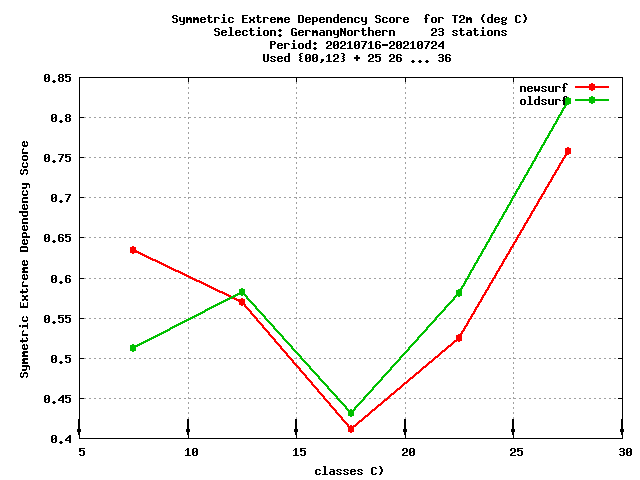 Symmetric Extreme Dependency Score  for T2m (deg C)
Selection: GermanyNorthern     23 stations
Period: 20210716-20210724
Used {00,12} + 25 26 ... 36
newsurf
oldsurf
0.85
0.8
0.75
0.7
0.65
0.6
0.55
0.5
0.45
0.4
Symmetric Extreme Dependency Score
5 10 15 20 25 30
classes C)